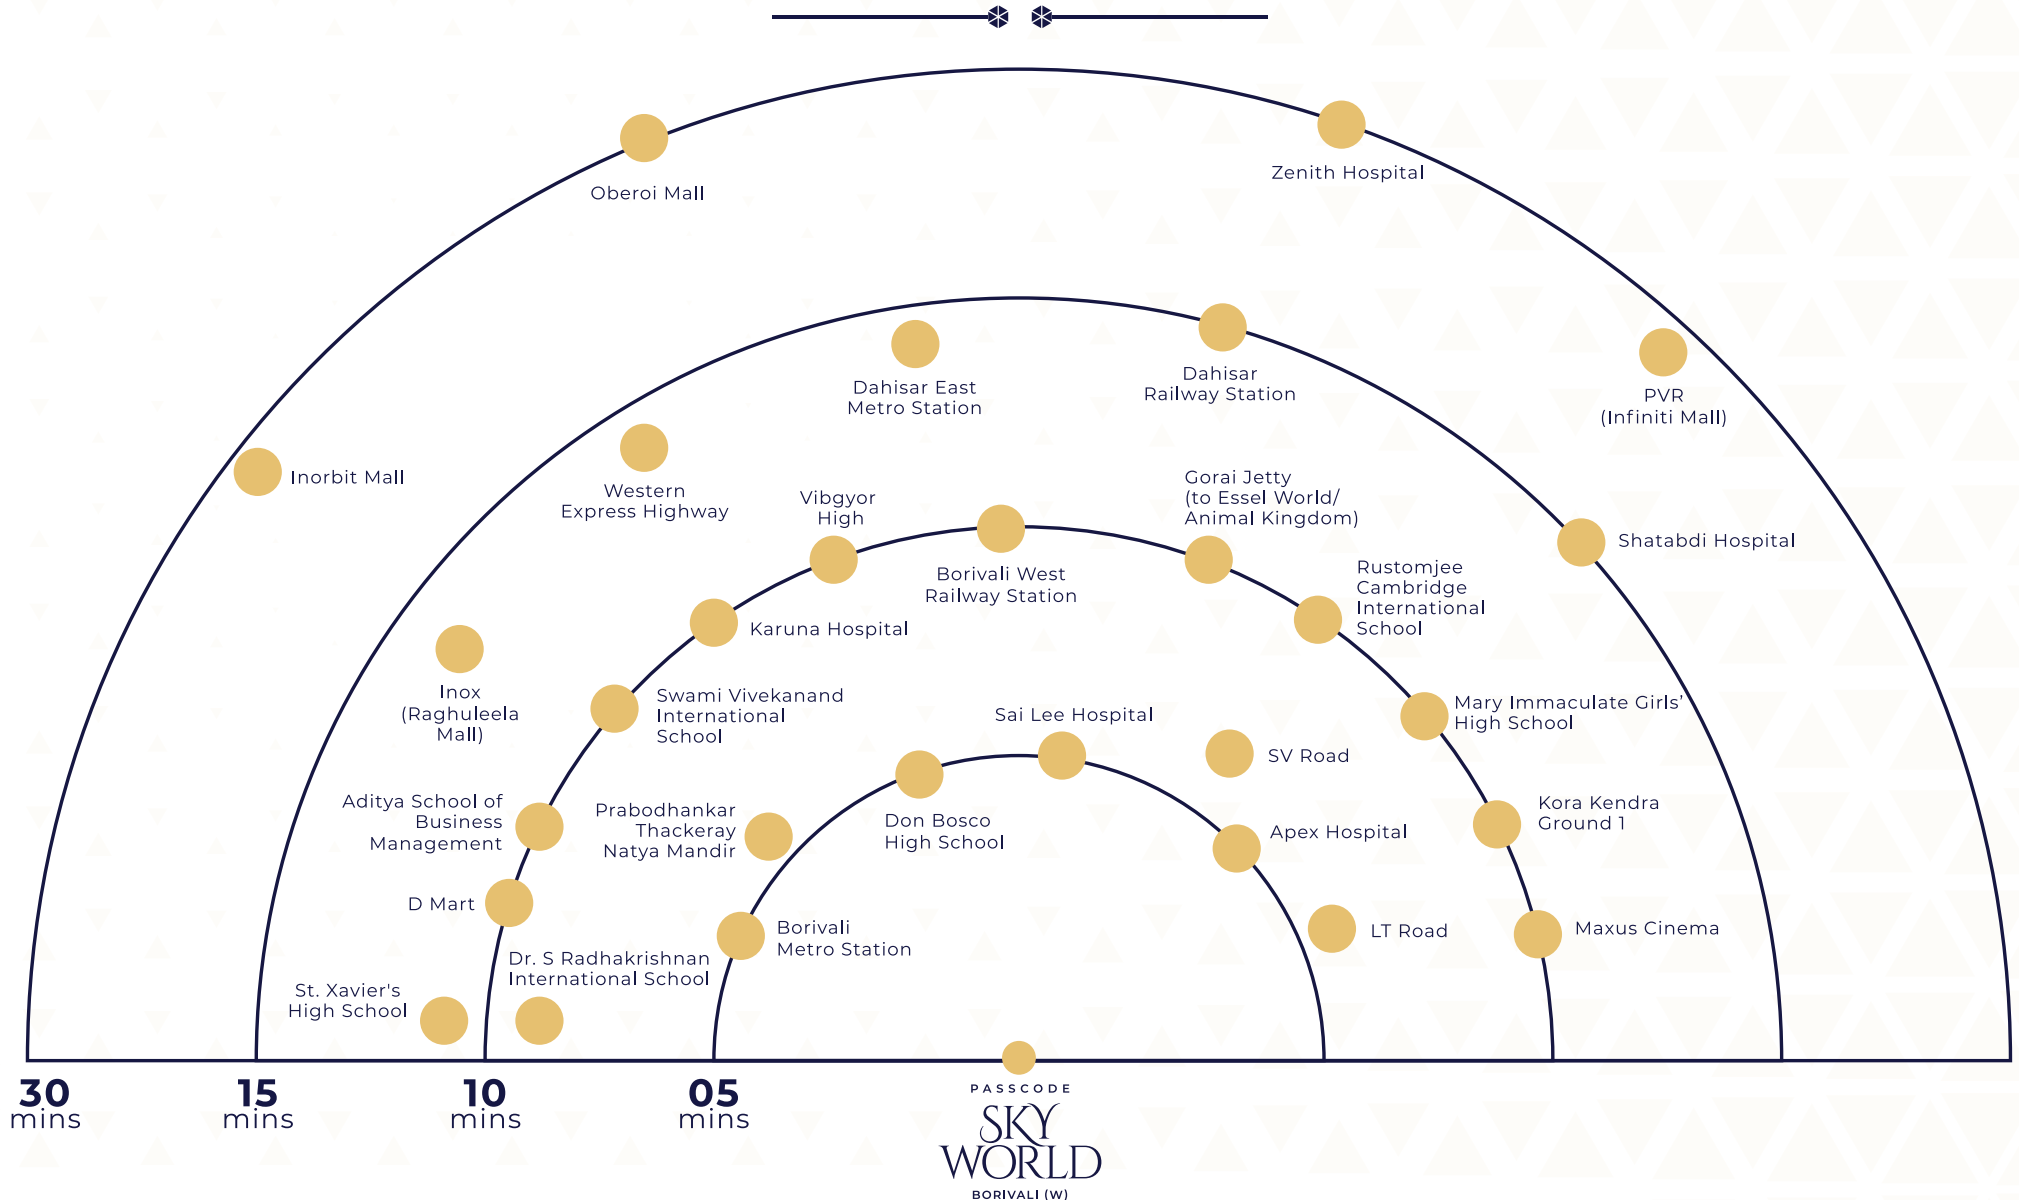 Oberoi Mall
Zenith Hospital
Dahisar East
Metro Station
Dahisar
Railway Station
PVR
(Infiniti Mall)
Inorbit Mall
Western
Express Highway
Vibgyor
High
Gorai Jetty
(to Essel World/
Animal Kingdom)
Shatabdi Hospital
Borivali West
Railway Station
Rustomjee
Cambridge
International
School
Karuna Hospital
Inox
(Raghuleela
Mall)
Swami Vivekanand
International
School
Sai Lee Hospital
Mary Immaculate Girls'
High School
SV Road
Aditya School of
Business
Management
Prabodhankar
Thackeray
Natya Mandir
Don Bosco
High School
Apex Hospital
Kora Kendra
Ground 1
D Mart
Borivali
Metro Station
LT Road
Maxus Cinema
Dr. S Radhakrishnan
International School
St. Xavier's
High School
30
mins
15
mins
10
mins
05
mins
PASSCODE
SKY
WORLD
BORIVALI (W)